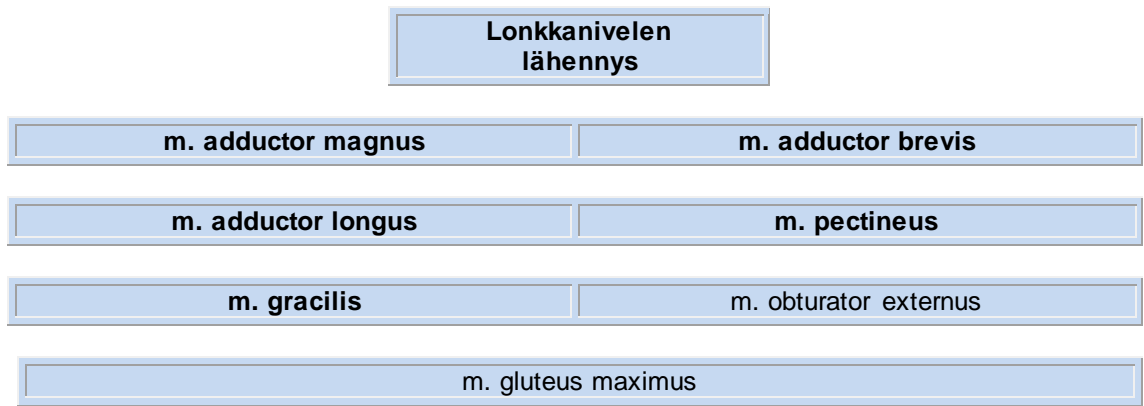 Lonkkanivelen
lähennys
m. adductor magnus
m. adductor brevis
m. adductor longus
m. pectineus
m. gracilis
m. obturator externus
m. gluteus maximus